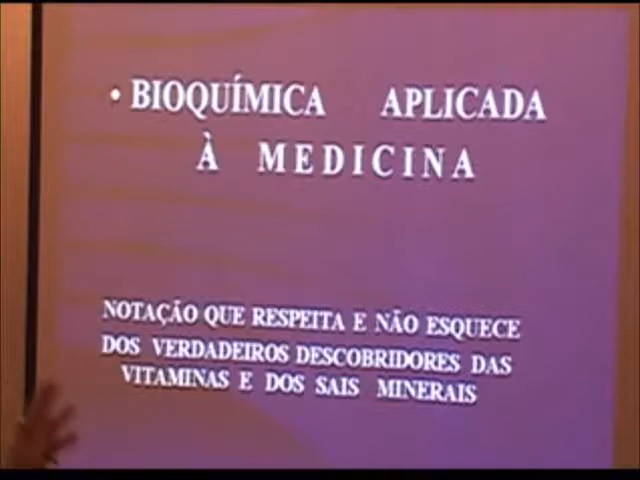 • BIOQUÍMICA APLICADA
À MEDICINA
NOTAÇÃO QUE RESPEITA E NÃO ESQUECE
DOS VERDADEIROS DESCOBRIDORES DAS
VITAMINAS E DOS SAIS MINERAIS